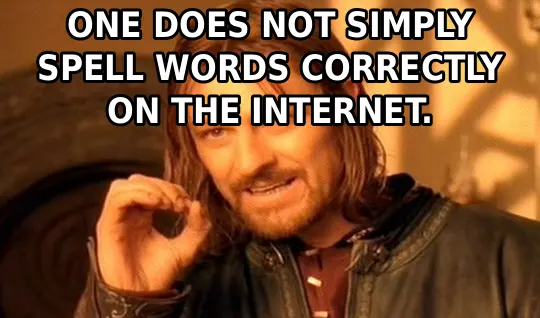 ONE DOES NOT SIMPLY
SPELL WORDS CORRECTLY
ON THE INTERNET.